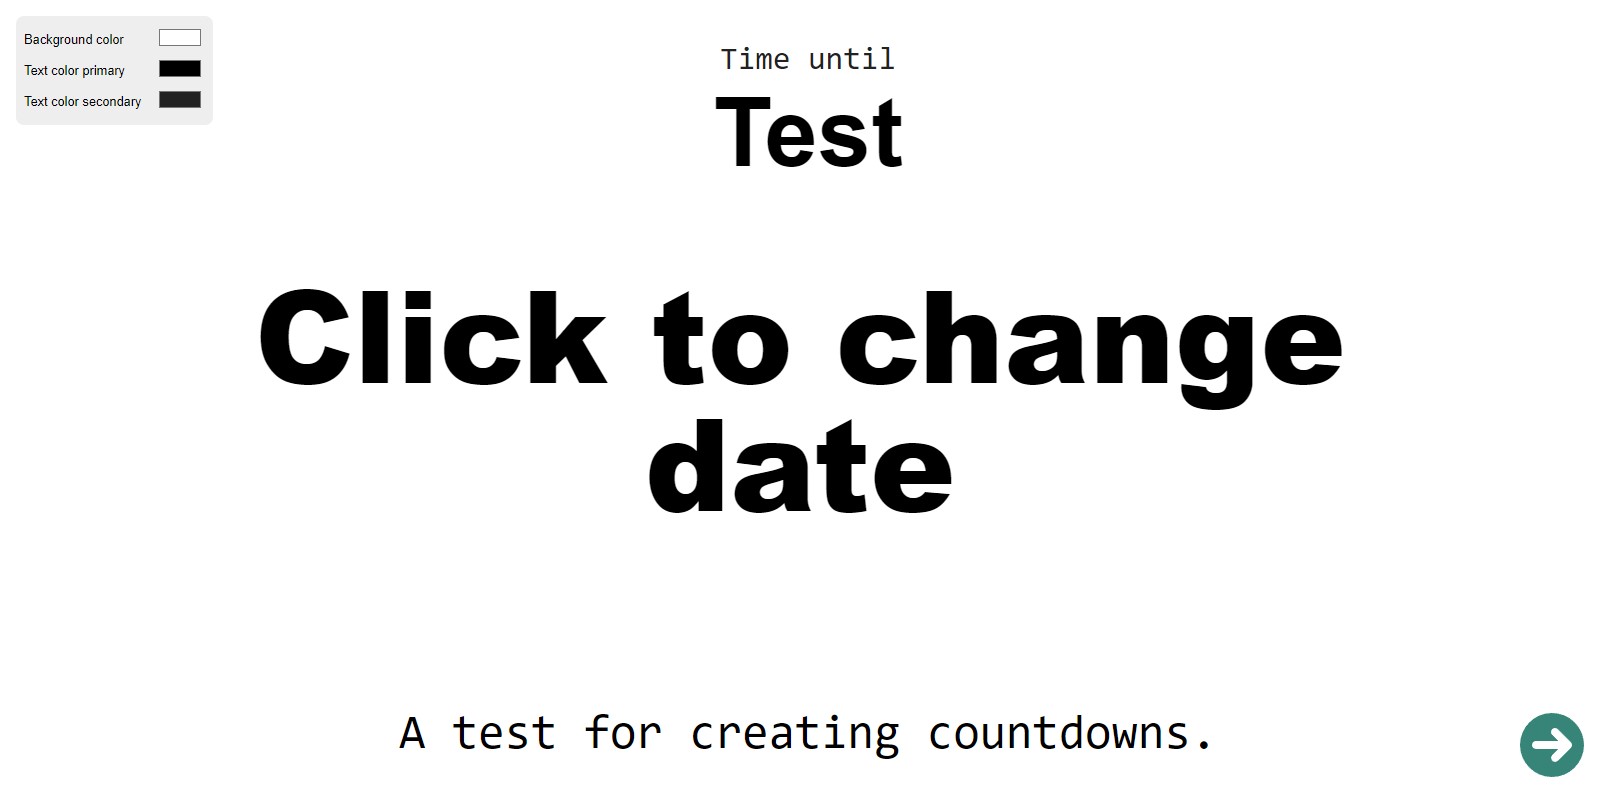 Background color
Text color primary
Text color secondary
Time until
Test
Click to change
date
A test for creating countdowns.